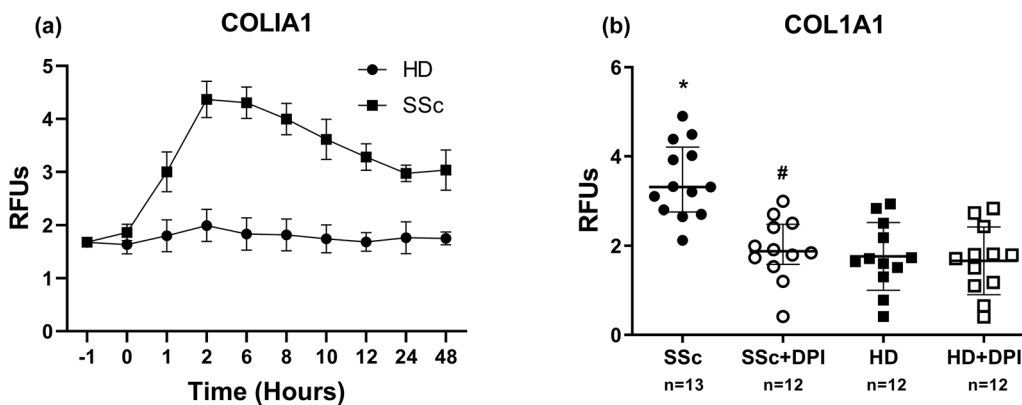 (a)
COLIA1
HD
SSc
RFUs
5
4
3
2
1
0
-1 0 1 2 6 8 10 12 24 48
Time (Hours)
(b)
COL1A1
RFUs
6
4
2
0
*
#
SSc SSc+DPI HD HD+DPI
n=13 n=12 n=12 n=12